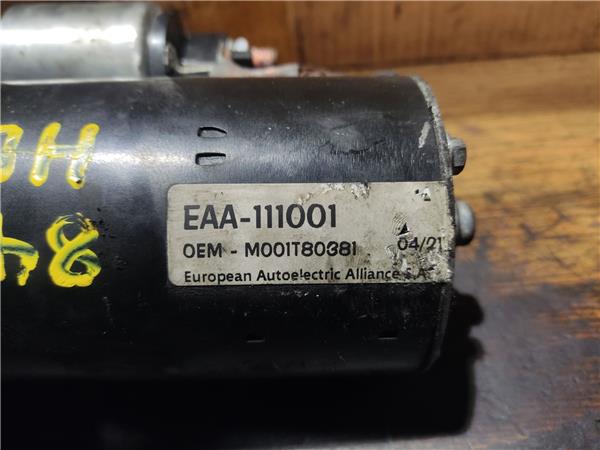 EAA-111001
OEM - M001T80381 04/21
European Autoelectric Alliance S.A.